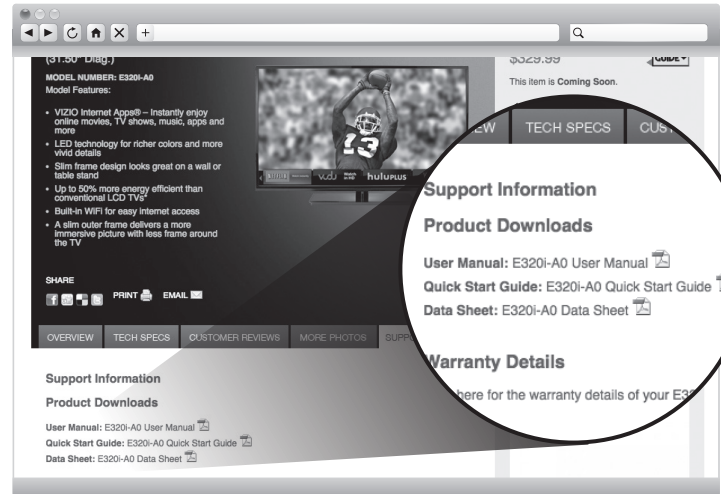 (31.50" Diag.)
MODEL NUMBER: E320I-A0
Model Features:
• VIZIO Internet Apps® – Instantly enjoy
online movies, TV shows, music, apps and
more
• LED technology for richer colors and more
vivid details
• Slim frame design looks great on a wall or
table stand
• Up to 50% more energy efficient than
conventional LCD TVs*
• Built-in WiFi for easy internet access
• A slim outer frame delivers a more
immersive picture with less frame around
the TV
13
VUDU
huluPLUS
$329.99
GUIDE
This item is Coming Soon.
SHARE
PRINT
EMAIL
OVERVIEW
TECH SPECS
CUSTOMER REVIEWS
MORE PHOTOS
SUPPO
Support Information
Product Downloads
User Manual: E320i-A0 User Manual
Quick Start Guide: E320i-A0 Quick Start Guide
Data Sheet: E320i-A0 Data Sheet
EW
TECH SPECS
CUST
Support Information
Product Downloads
User Manual: E320i-A0 User Manual
Quick Start Guide: E320i-A0 Quick Start Guide
Data Sheet: E320i-A0 Data Sheet
Warranty Details
here for the warranty details of your E32